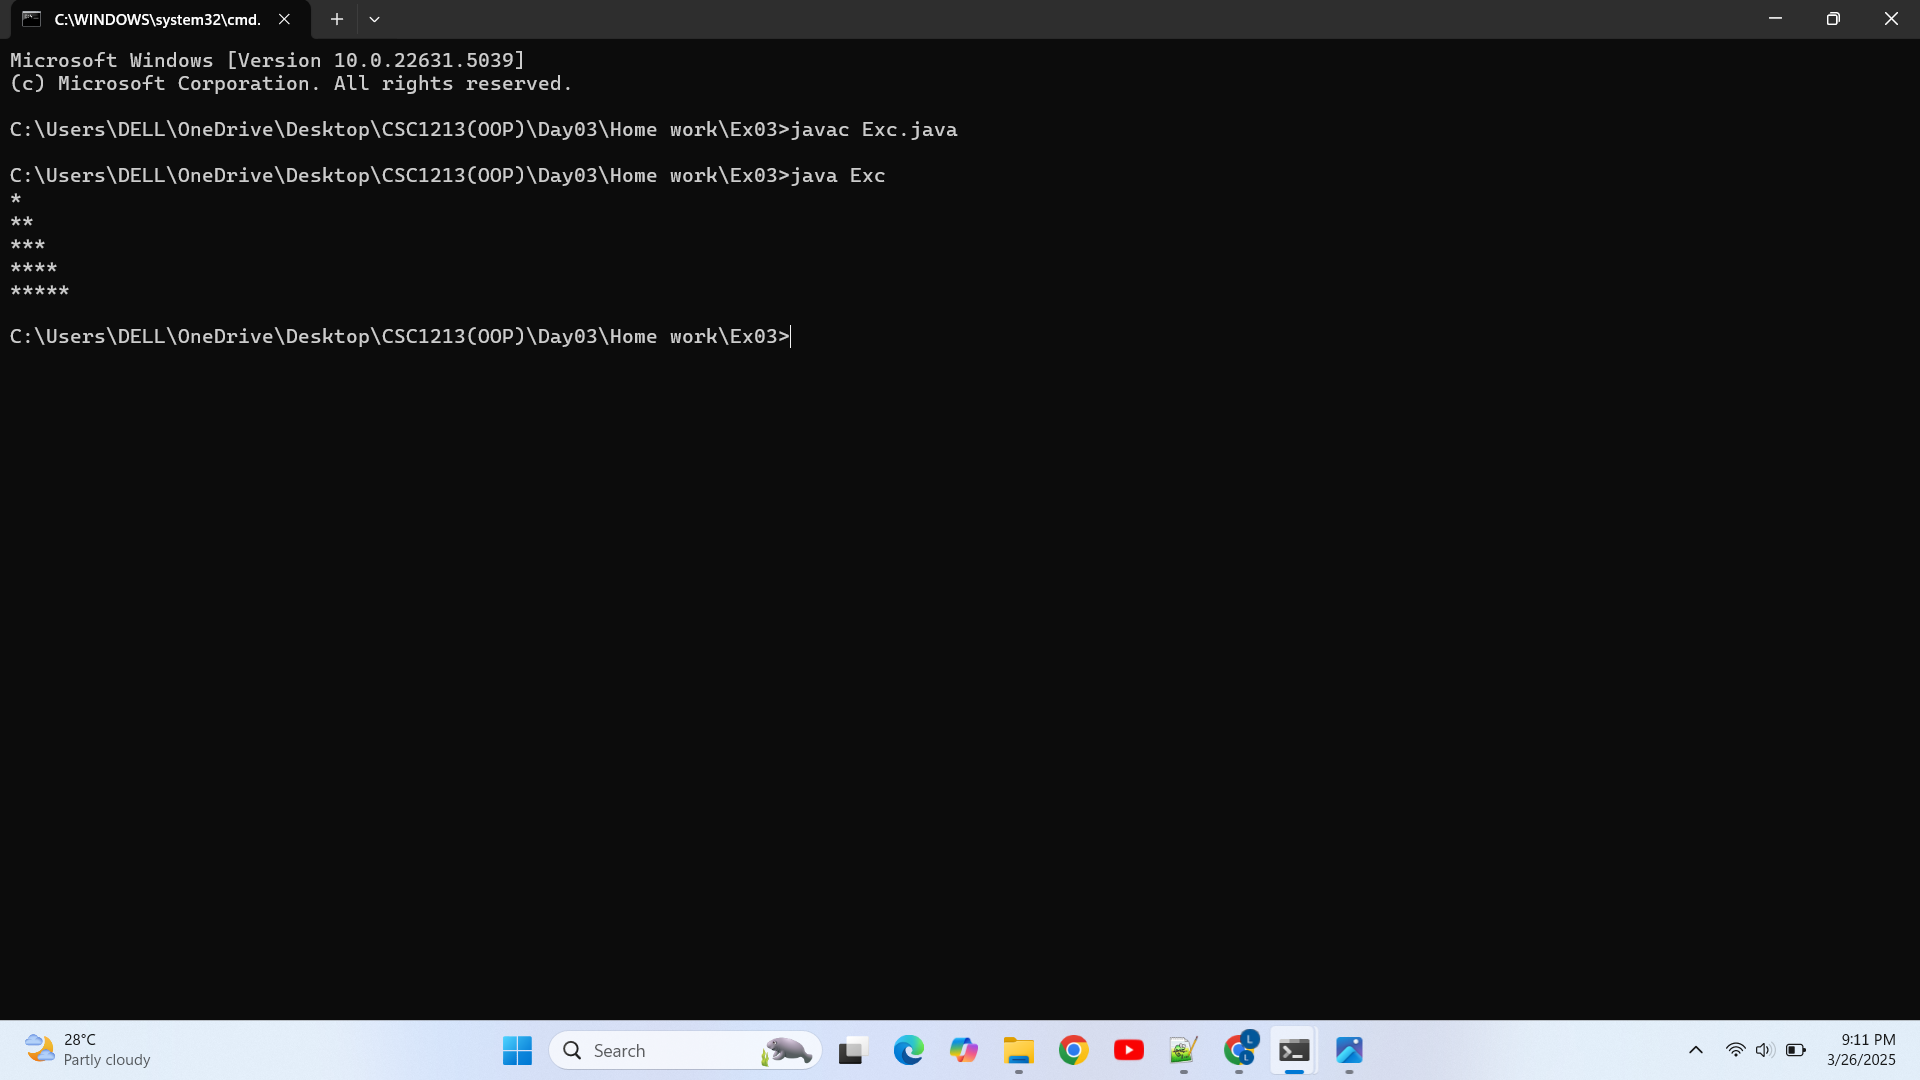 C:\WINDOWS\system32\cmd.
Microsoft Windows [Version 10.0.22631.5039]
(c) Microsoft Corporation. All rights reserved.
C:\Users\DELL\OneDrive\Desktop\CSC1213(OOP)\Day03\Home work\Ex03>javac Exc.java
C:\Users\DELL\OneDrive\Desktop\CSC1213(OOP)\Day03\Home work\Ex03>java Exc
*
**
***
****
*****
C:\Users\DELL\OneDrive\Desktop\CSC1213(OOP)\Day03\Home work\Ex03>
28°C
Partly cloudy
Search
L
L
9:11 PM
3/26/2025